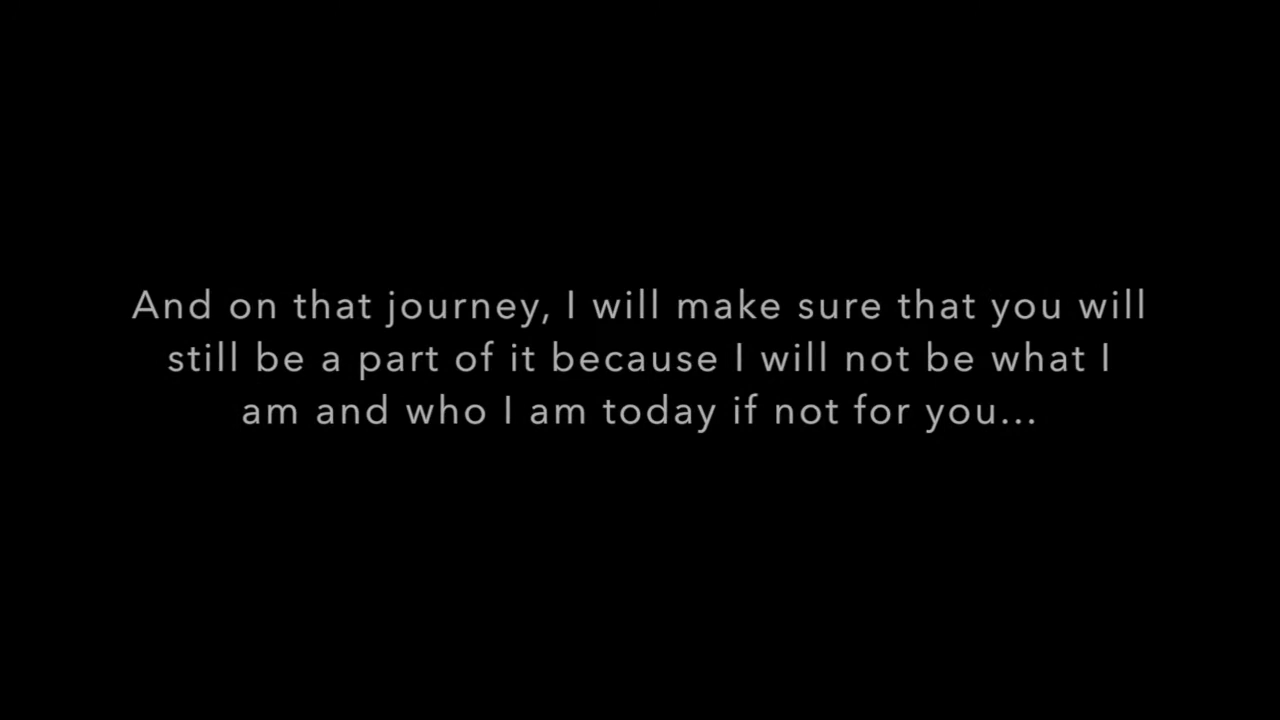 And on that journey, I will make sure that you will
still be a part of it because I will not be what I
am and who I am today if not for you...